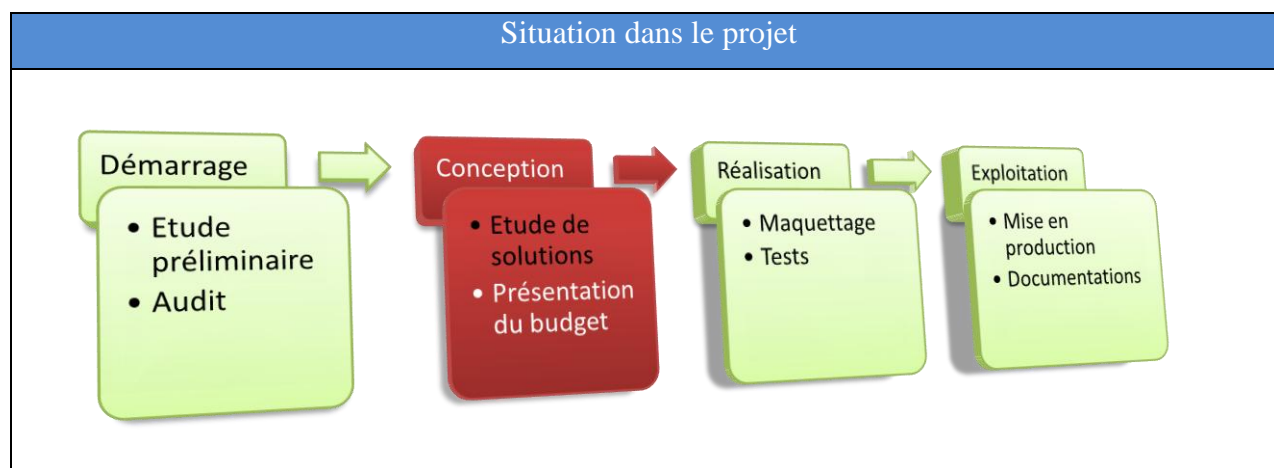 Situation dans le projet
Démarrage
• Etude
préliminaire
• Audit
Conception
• Etude de
solutions
• Présentation
du budget
Réalisation
• Maquettage
• Tests
Exploitation
• Mise en
production
• Documentations